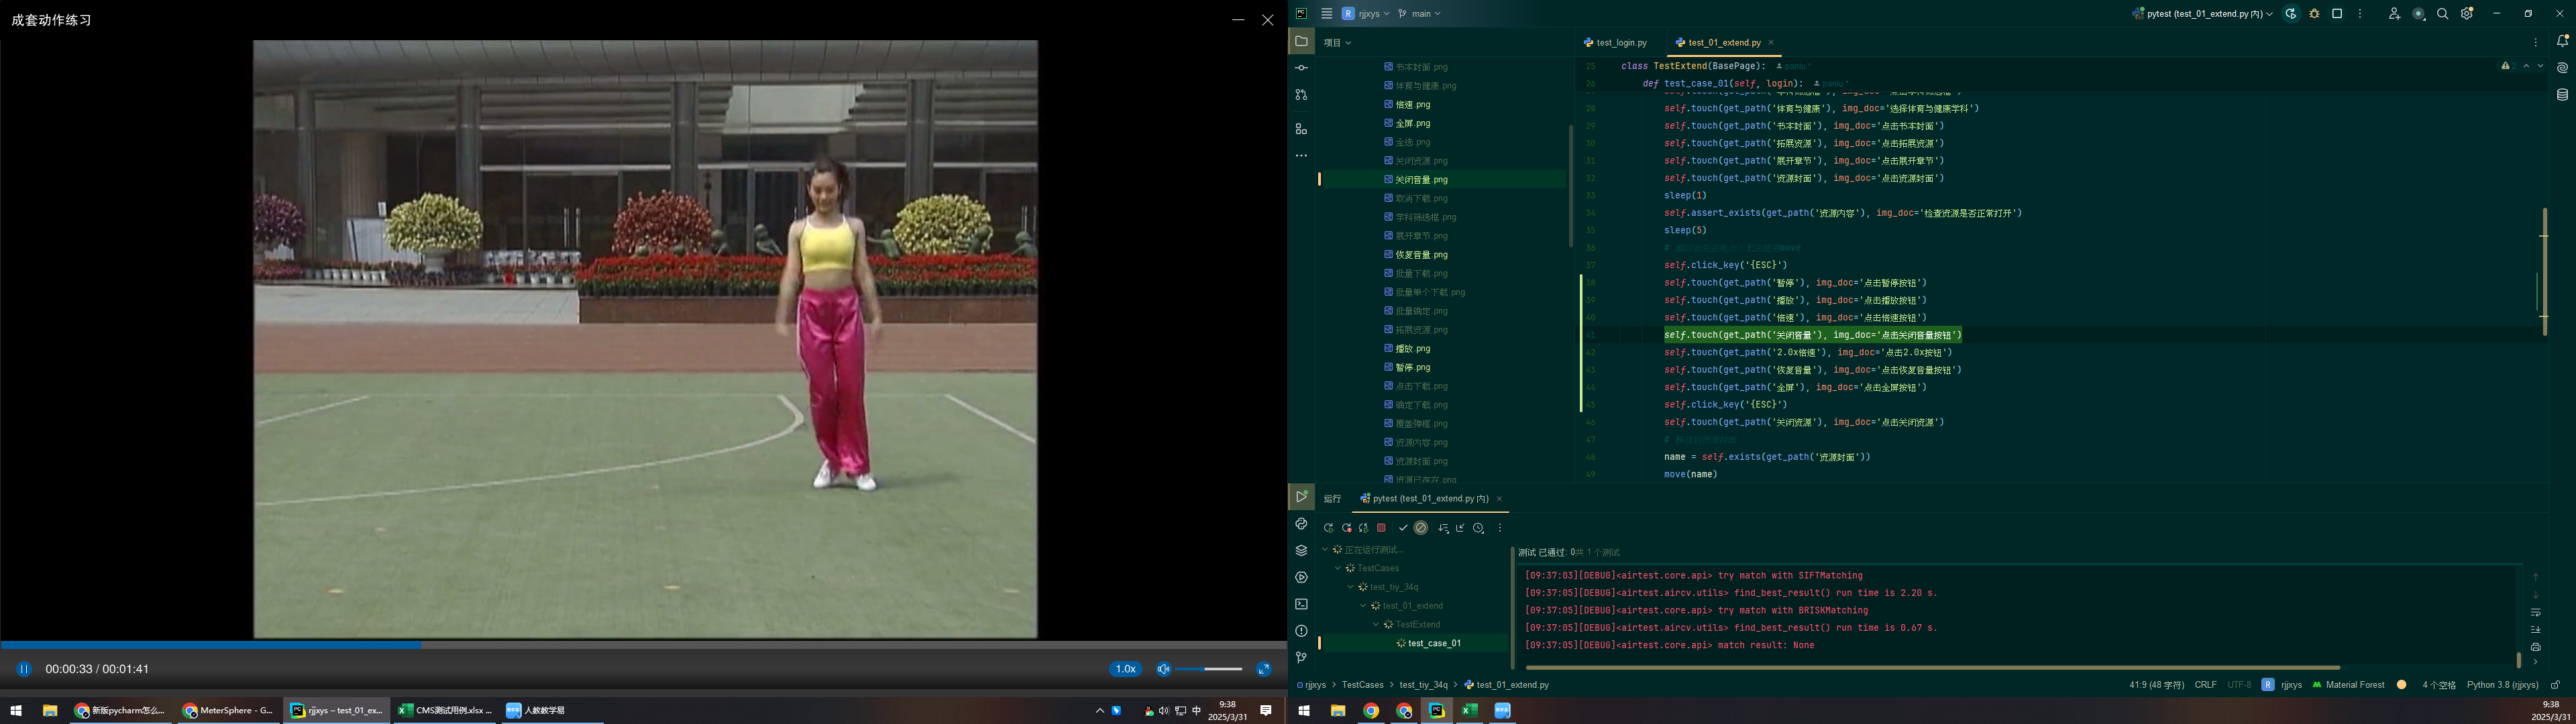 成套动作练习
00:00:33 / 00:01:41
1.0x
新版pycharm怎么...
MeterSphere - G...
rjjxys – test_01_ex...
CMS测试用例.xlsx ...
人教教学易
中
9:38
2025/3/31
R rjjxys
main
pytest (test_01_extend.py 内)
项目
书本封面.png
体育与健康.png
倍速.png
全屏.png
全选.png
关闭资源.png
关闭音量.png
取消下载.png
学科筛选框.png
展开章节.png
恢复音量.png
批量下载.png
批量单个下载.png
批量确定.png
拓展资源.png
播放.png
暂停.png
点击下载.png
确定下载.png
覆盖弹框.png
资源内容.png
资源封面.png
资源已存在.png
test_login.py
test_01_extend.py
25 class TestExtend(BasePage): panlu *
26 def test_case_01(self, login): panlu *
28 self.touch(get_path('体育与健康'), img_doc='选择体育与健康学科')
29 self.touch(get_path('书本封面'), img_doc='点击书本封面')
30 self.touch(get_path('拓展资源'), img_doc='点击拓展资源')
31 self.touch(get_path('展开章节'), img_doc='点击展开章节')
32 self.touch(get_path('资源封面'), img_doc='点击资源封面')
33 sleep(1)
34 self.assert_exists(get_path('资源内容'), img_doc='检查资源是否正常打开')
35 sleep(5)
36
37 self.click_key('{ESC}')
38 self.touch(get_path('暂停'), img_doc='点击暂停按钮')
39 self.touch(get_path('播放'), img_doc='点击播放按钮')
40 self.touch(get_path('倍速'), img_doc='点击倍速按钮')
41 self.touch(get_path('关闭音量'), img_doc='点击关闭音量按钮')
42 self.touch(get_path('2.0x倍速'), img_doc='点击2.0x按钮')
43 self.touch(get_path('恢复音量'), img_doc='点击恢复音量按钮')
44 self.touch(get_path('全屏'), img_doc='点击全屏按钮')
45 self.click_key('{ESC}')
46 self.touch(get_path('关闭资源'), img_doc='点击关闭资源')
47
48 name = self.exists(get_path('资源封面'))
49 move(name)
2
运行
pytest (test_01_extend.py 内)
正在运行测试...
TestCases
test_tiy_34q
test_01_extend
TestExtend
test_case_01
测试 已通过: 0共 1 个测试
[09:37:03][DEBUG]<airtest.core.api> try match with SIFTMatching
[09:37:05][DEBUG]<airtest.aircv.utils> find_best_result() run time is 2.20 s.
[09:37:05][DEBUG]<airtest.core.api> try match with BRISKMatching
[09:37:05][DEBUG]<airtest.aircv.utils> find_best_result() run time is 0.67 s.
[09:37:05][DEBUG]<airtest.core.api> match result: None
rjjxys > TestCases > test_tiy_34q > test_01_extend.py
41:9 (48 字符) CRLF UTF-8 R rjjxys Material Forest 4 个空格 Python 3.8 (rjjxys)
9:38
2025/3/31